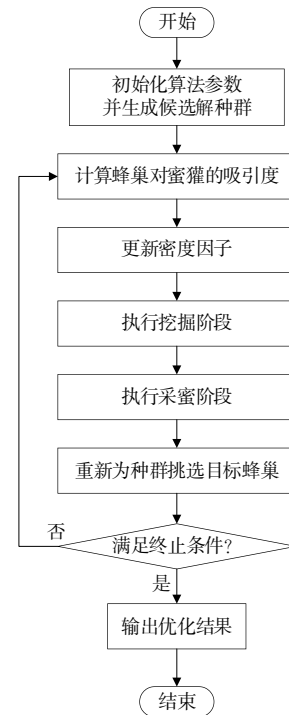 开始
初始化算法参数
并生成候选解种群
计算蜂巢对蜜獾的吸引度
更新密度因子
执行挖掘阶段
执行采蜜阶段
重新为种群挑选目标蜂巢
否
满足终止条件?
是
输出优化结果
结束